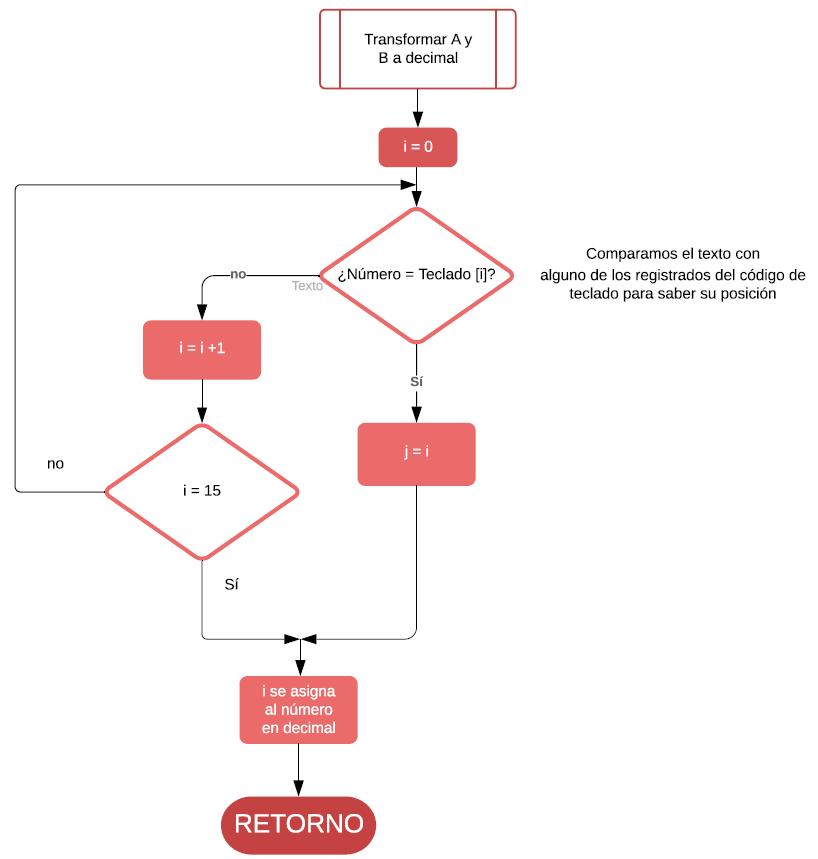 Transformar A y
B a decimal
i = 0
¿Número = Teclado [i]?
Comparamos el texto con
alguno de los registrados del código de
teclado para saber su posición
no
Texto
i = i +1
Sí
j = i
no
i = 15
Sí
i se asigna
al número
en decimal
RETORNO